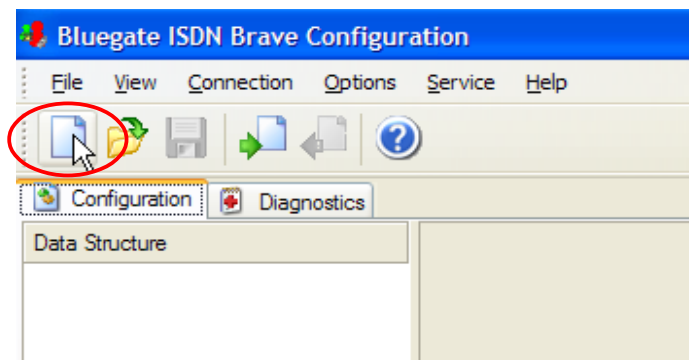 Bluegate ISDN Brave Configuration
File View Connection Options Service Help
Configuration Diagnostics
Data Structure